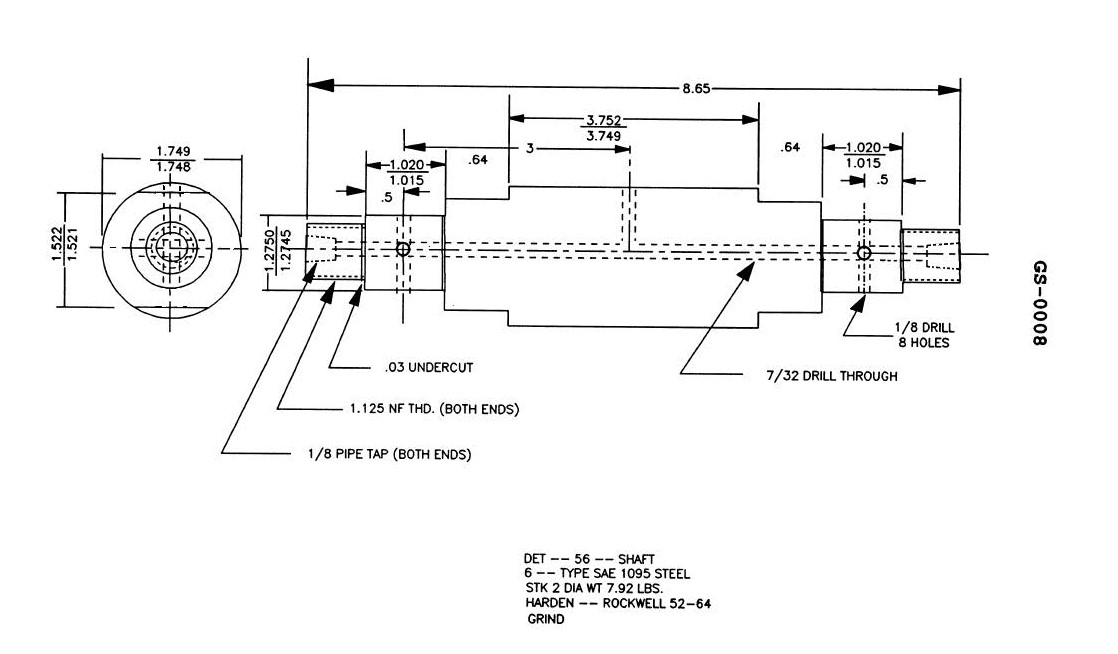 8.65
3.752
3.749
3
1.749
1.748
.64
.64
1.020
1.015
1.020
1.015
.5
.5
1.522
1.521
1.2750
1.2745
GS-0008
1/8 DRILL
8 HOLES
.03 UNDERCUT
7/32 DRILL THROUGH
1.125 NF THD. (BOTH ENDS)
1/8 PIPE TAP (BOTH ENDS)
DET -- 56 -- SHAFT
6 -- TYPE SAE 1095 STEEL
STK 2 DIA WT 7.92 LBS.
HARDEN -- ROCKWELL 52-64
GRIND